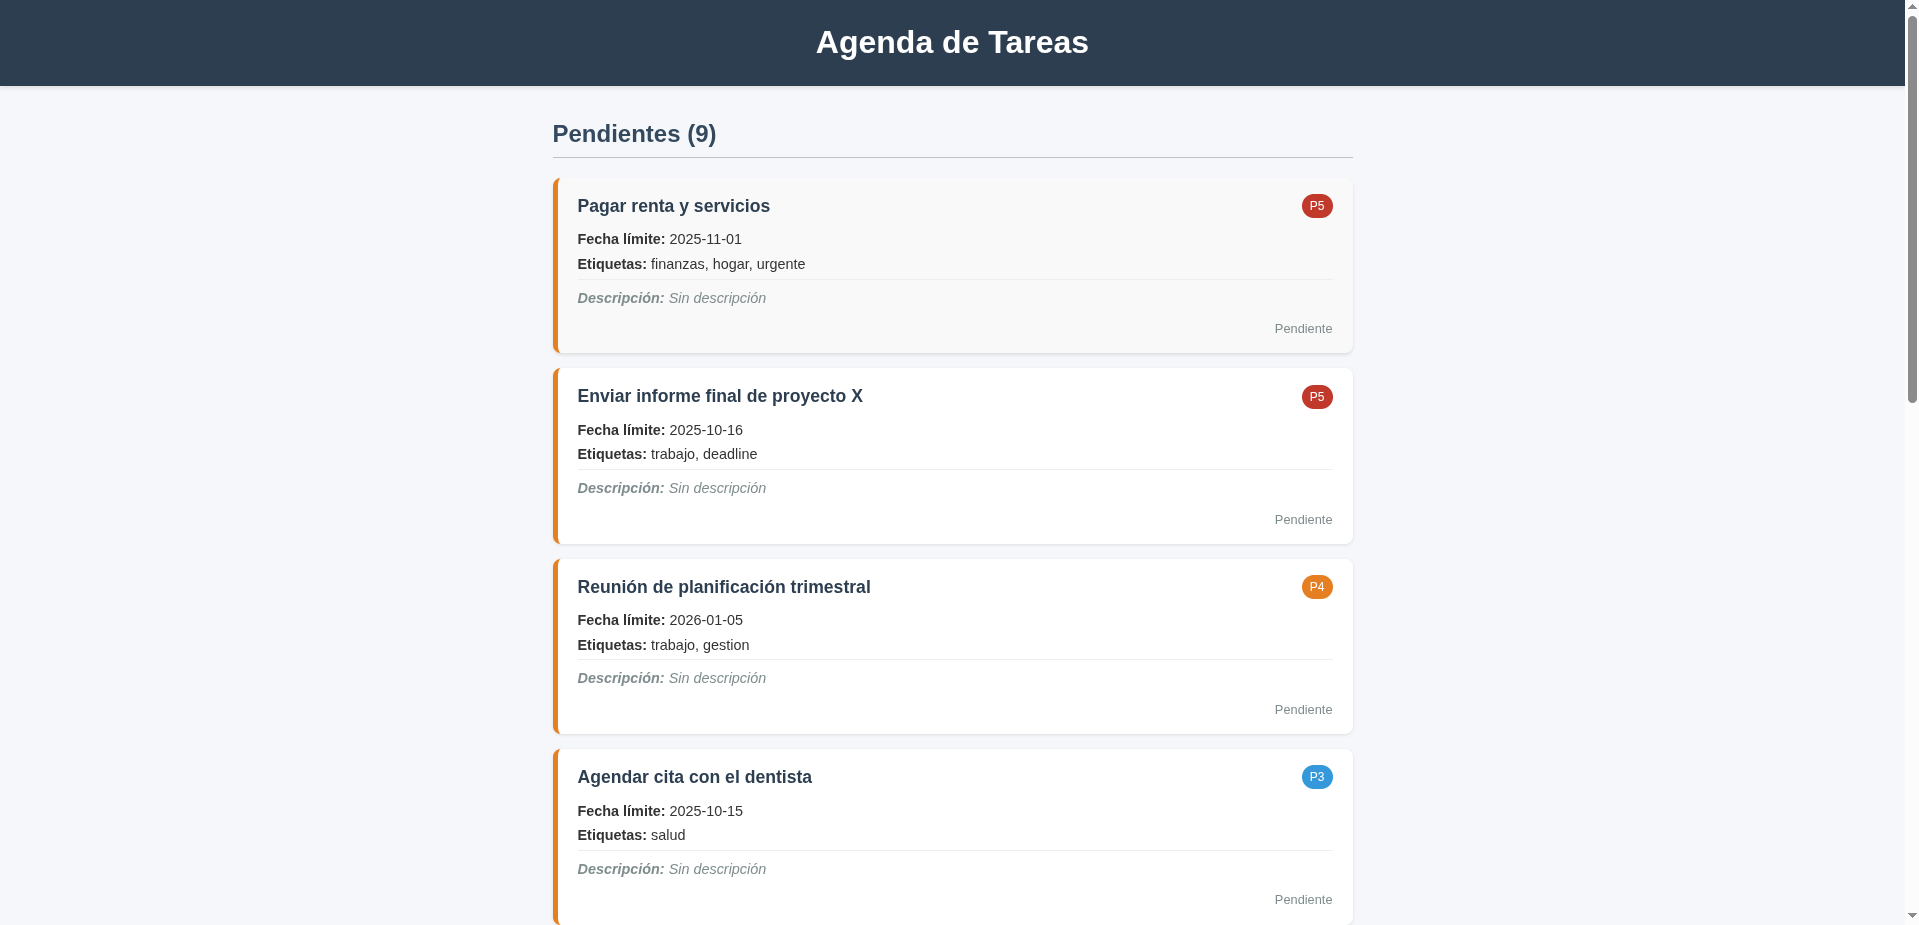 Agenda de Tareas
Pendientes (9)
Pagar renta y servicios
P5
Fecha límite: 2025-11-01
Etiquetas: finanzas, hogar, urgente
Descripción: Sin descripción
Pendiente
Enviar informe final de proyecto X
P5
Fecha límite: 2025-10-16
Etiquetas: trabajo, deadline
Descripción: Sin descripción
Pendiente
Reunión de planificación trimestral
P4
Fecha límite: 2026-01-05
Etiquetas: trabajo, gestion
Descripción: Sin descripción
Pendiente
Agendar cita con el dentista
P3
Fecha límite: 2025-10-15
Etiquetas: salud
Descripción: Sin descripción
Pendiente